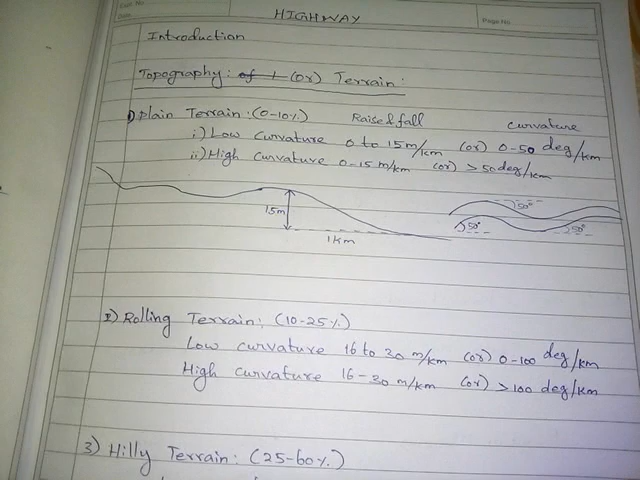 HIGHWAY
Page No.
Date
Introduction
Topography: of t (or) Terrain:
1) Plain Terrain: (0-10%) Raise & fall curvature
i) Low curvature 0 to 15m/km (or) 0-50 deg/km
ii) High curvature 0-15 m/km (or) >50 deg/km
15m
1km
50°
50°
50°
2) Rolling Terrain: (10-25%)
Low curvature 16 to 30 m/km (or) 0-100 deg/km
High curvature 16-30 m/km (or) >100 deg/km
3) Hilly Terrain: (25-60%)